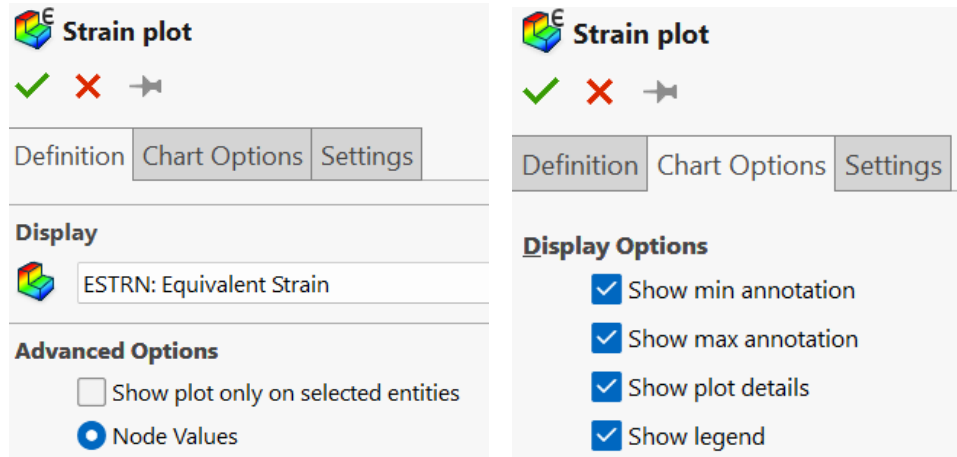 Strain plot
Definition Chart Options Settings
Display
ESTRN: Equivalent Strain
Advanced Options
Show plot only on selected entities
Node Values
Strain plot
Definition Chart Options Settings
Display Options
Show min annotation
Show max annotation
Show plot details
Show legend